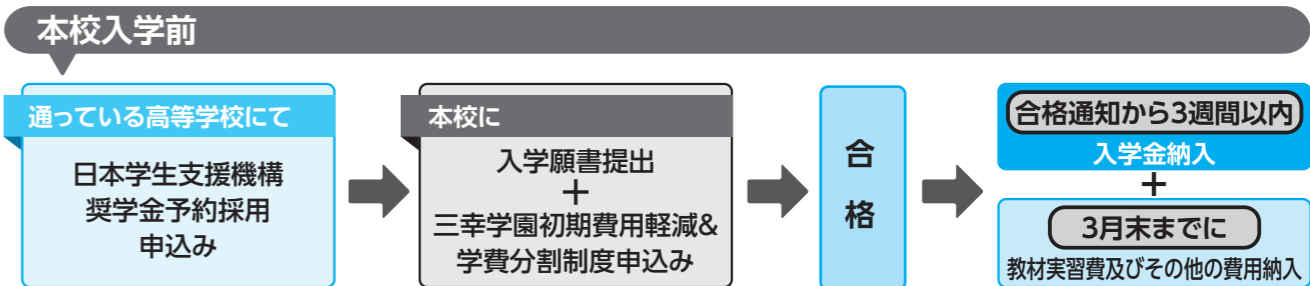 本校入学前
通っている高等学校にて
日本学生支援機構
奨学金予約採用
申込み
本校に
入学願書提出
+
三幸学園初期費用軽減&
学費分割制度申込み
合
格
合格通知から3週間以内
入学金納入
+
3月末までに
教材実習費及びその他の費用納入